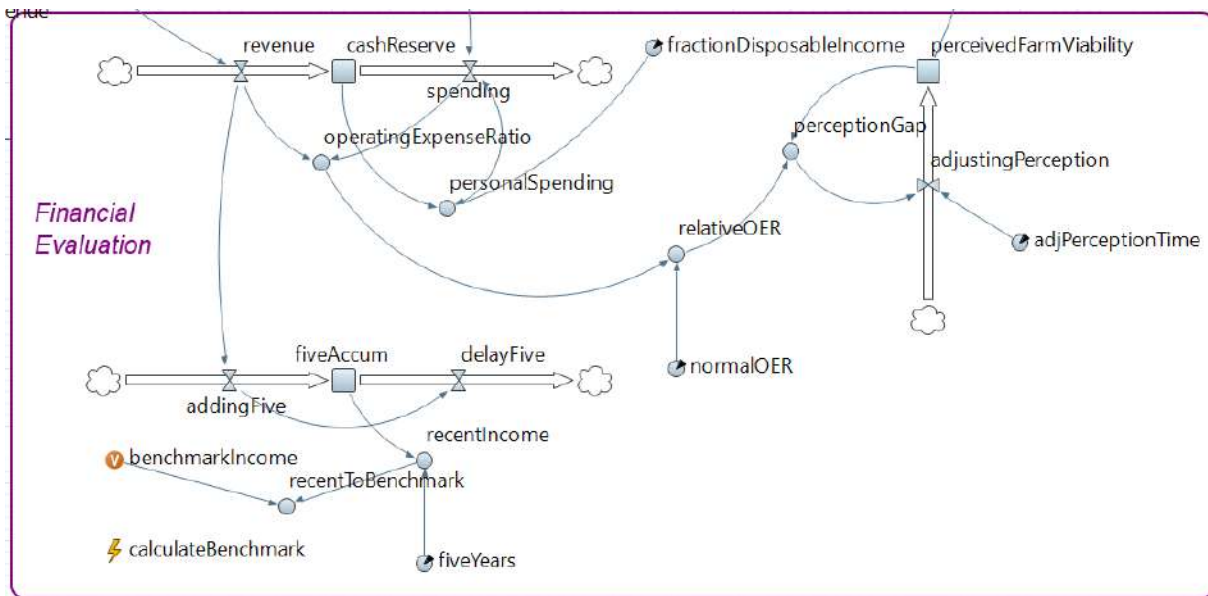 revenue
cashReserve
fractionDisposableIncome
perceivedFarmViability
spending
operatingExpenseRatio
perceptionGap
adjustingPerception
personalSpending
Financial
Evaluation
relativeOER
adjPerceptionTime
fiveAccum
delayFive
normalOER
addingFive
recentIncome
V benchmarkIncome
recentToBenchmark
calculateBenchmark
fiveYears